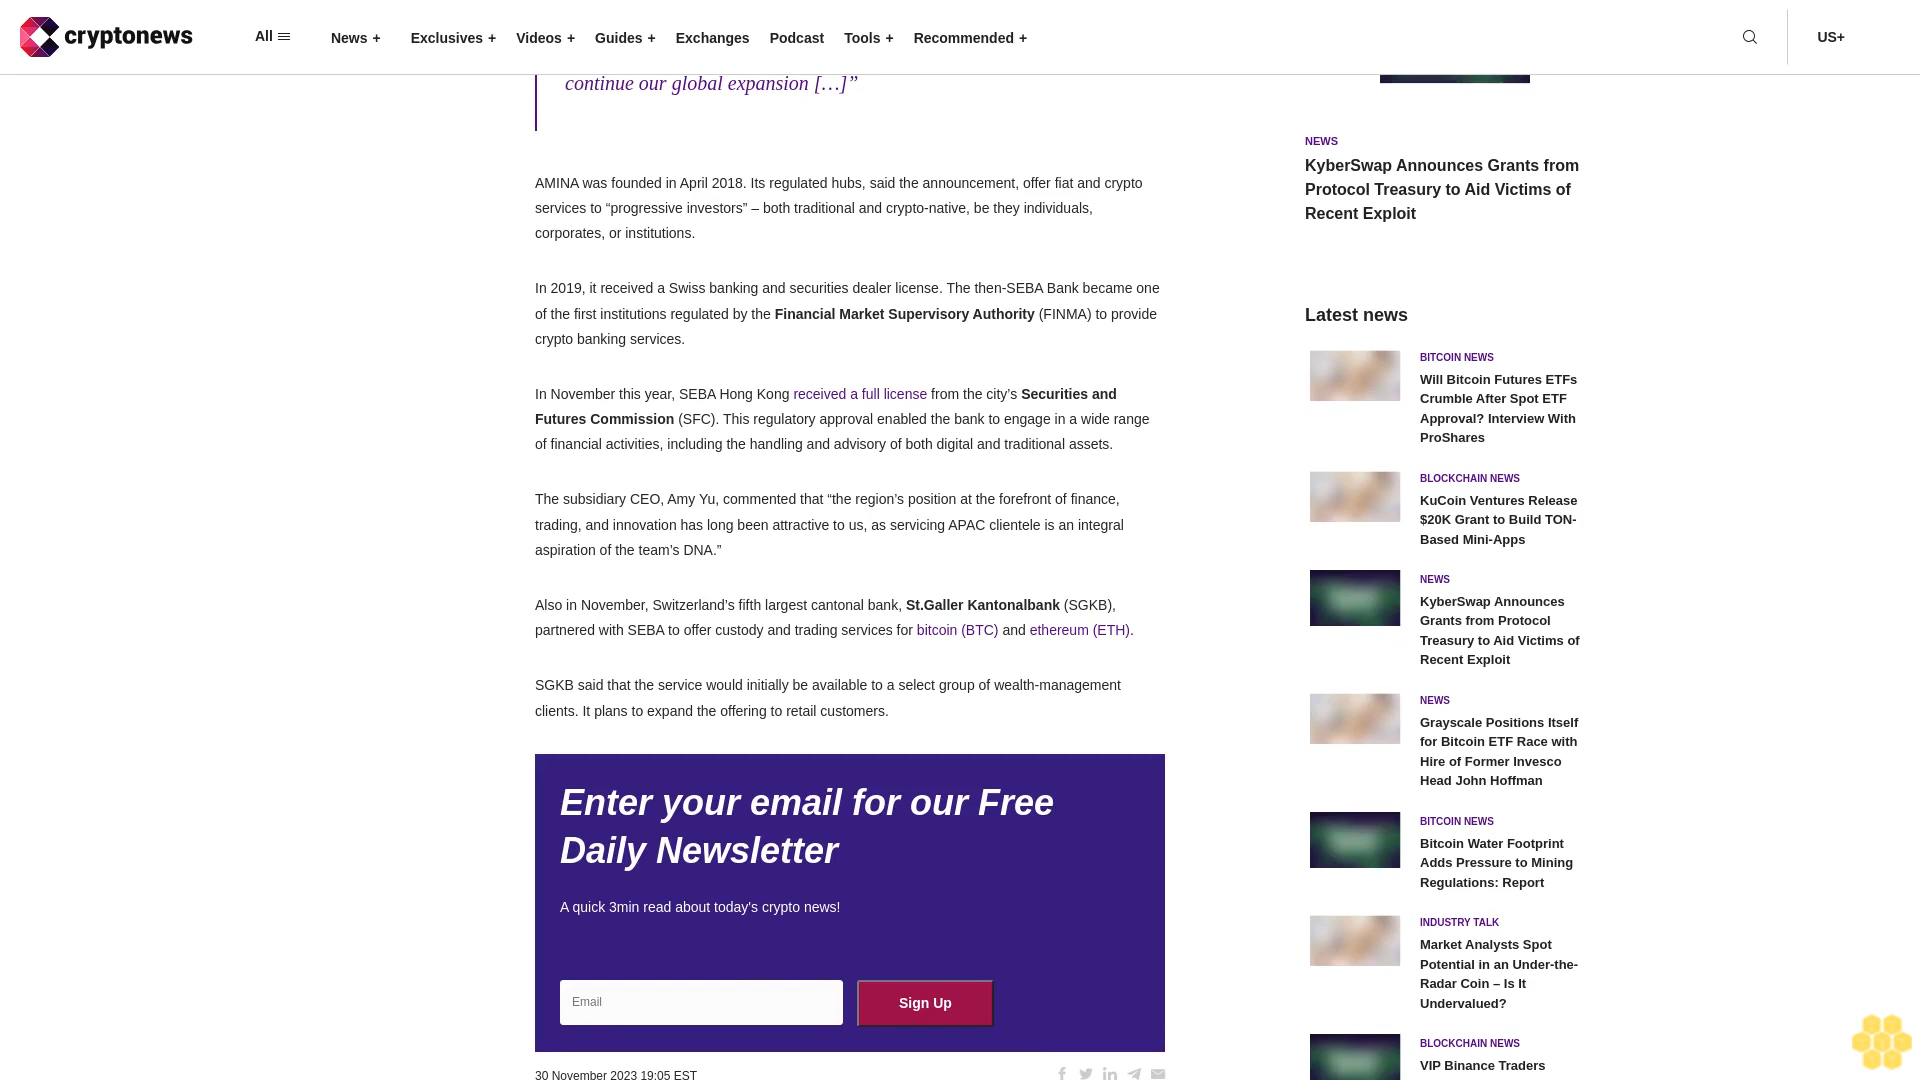 cryptonews
All
News +
Exclusives +
Videos +
Guides +
Exchanges
Podcast
Tools +
Recommended +
US+
continue our global expansion […]”
AMINA was founded in April 2018. Its regulated hubs, said the announcement, offer fiat and crypto
services to “progressive investors” – both traditional and crypto-native, be they individuals,
corporates, or institutions.
In 2019, it received a Swiss banking and securities dealer license. The then-SEBA Bank became one
of the first institutions regulated by the Financial Market Supervisory Authority (FINMA) to provide
crypto banking services.
In November this year, SEBA Hong Kong received a full license from the city’s Securities and
Futures Commission (SFC). This regulatory approval enabled the bank to engage in a wide range
of financial activities, including the handling and advisory of both digital and traditional assets.
The subsidiary CEO, Amy Yu, commented that “the region’s position at the forefront of finance,
trading, and innovation has long been attractive to us, as servicing APAC clientele is an integral
aspiration of the team’s DNA.”
Also in November, Switzerland’s fifth largest cantonal bank, St.Galler Kantonalbank (SGKB),
partnered with SEBA to offer custody and trading services for bitcoin (BTC) and ethereum (ETH).
SGKB said that the service would initially be available to a select group of wealth-management
clients. It plans to expand the offering to retail customers.
Enter your email for our Free
Daily Newsletter
A quick 3min read about today's crypto news!
Email
Sign Up
30 November 2023 19:05 EST
NEWS
KyberSwap Announces Grants from
Protocol Treasury to Aid Victims of
Recent Exploit
Latest news
BITCOIN NEWS
Will Bitcoin Futures ETFs
Crumble After Spot ETF
Approval? Interview With
ProShares
BLOCKCHAIN NEWS
KuCoin Ventures Release
$20K Grant to Build TON-
Based Mini-Apps
NEWS
KyberSwap Announces
Grants from Protocol
Treasury to Aid Victims of
Recent Exploit
NEWS
Grayscale Positions Itself
for Bitcoin ETF Race with
Hire of Former Invesco
Head John Hoffman
BITCOIN NEWS
Bitcoin Water Footprint
Adds Pressure to Mining
Regulations: Report
INDUSTRY TALK
Market Analysts Spot
Potential in an Under-the-
Radar Coin – Is It
Undervalued?
BLOCKCHAIN NEWS
VIP Binance Traders